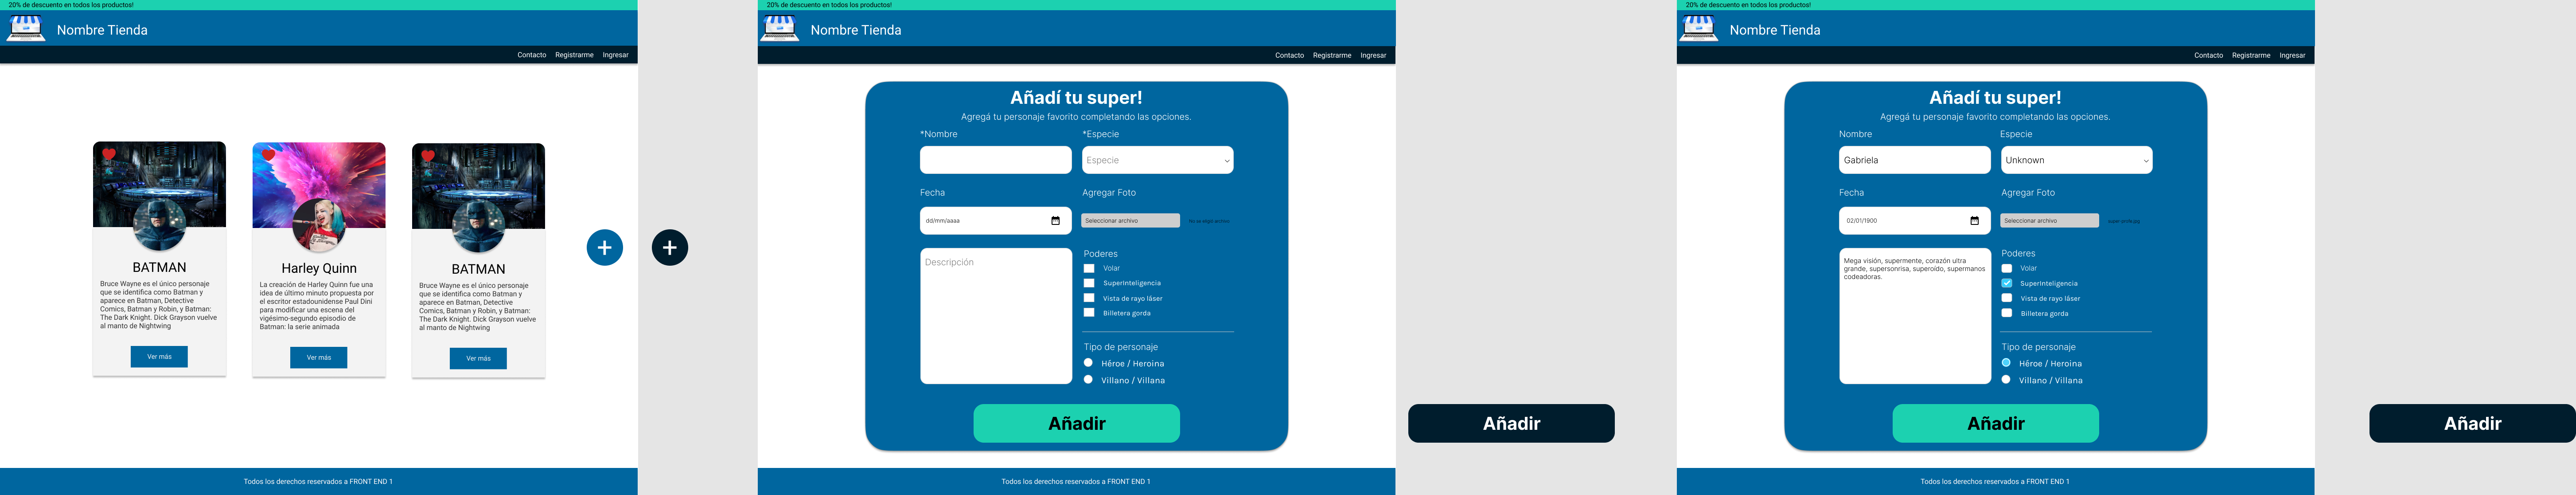 20% de descuento en todos los productos!
Nombre Tienda
Contacto Registrarme Ingresar
BATMAN
Bruce Wayne es el único personaje
que se identifica como Batman y
aparece en Batman, Detective
Comics, Batman y Robin, y Batman:
The Dark Knight. Dick Grayson vuelve
al manto de Nightwing
Ver más
Harley Quinn
La creación de Harley Quinn fue una
idea de último minuto propuesta por
el escritor estadounidense Paul Dini
para modificar una escena del
vigésimo-segundo episodio de
Batman: la serie animada
Ver más
BATMAN
Bruce Wayne es el único personaje
que se identifica como Batman y
aparece en Batman, Detective
Comics, Batman y Robin, y Batman:
The Dark Knight. Dick Grayson vuelve
al manto de Nightwing
Ver más
+
+
Todos los derechos reservados a FRONT END 1
20% de descuento en todos los productos!
Nombre Tienda
Contacto Registrarme Ingresar
Añadí tu super!
Agregá tu personaje favorito completando las opciones.
*Nombre
*Especie
Especie
Fecha
Agregar Foto
dd/mm/aaaa
Seleccionar archivo
Descripción
Poderes
Volar
SuperInteligencia
Vista de rayo láser
Billetera gorda
Tipo de personaje
Héroe / Heroina
Villano / Villana
Añadir
Añadir
Todos los derechos reservados a FRONT END 1
20% de descuento en todos los productos!
Nombre Tienda
Contacto Registrarme Ingresar
Añadí tu super!
Agregá tu personaje favorito completando las opciones.
Nombre
Especie
Gabriela
Unknown
Fecha
Agregar Foto
02/01/1900
Seleccionar archivo
Mega visión, supermente, corazón ultra
grande, supersonrisa, superoído, supermanos
codeadoras.
Poderes
Volar
SuperInteligencia
Vista de rayo láser
Billetera gorda
Tipo de personaje
Héroe / Heroina
Villano / Villana
Añadir
Añadir
Todos los derechos reservados a FRONT END 1